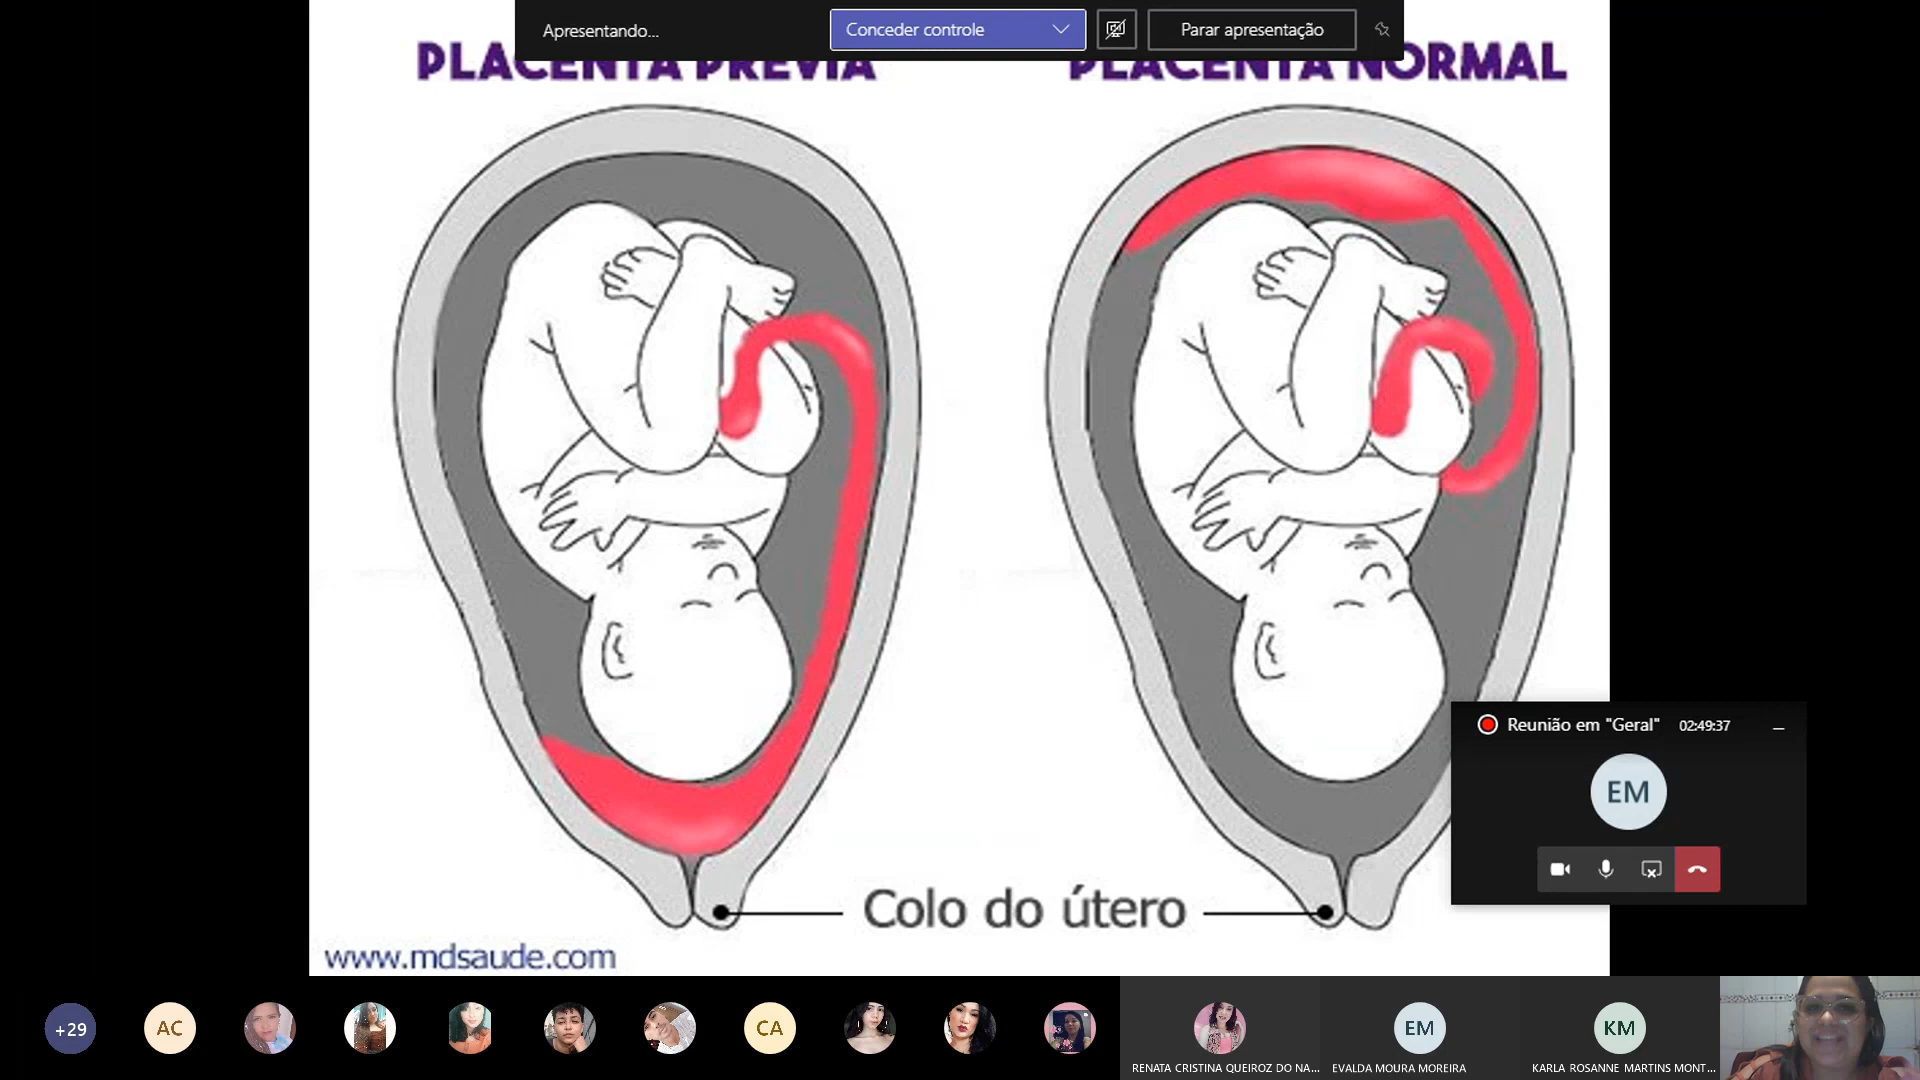 Apresentando...
Conceder controle
Parar apresentação
PLACENTA PRÉVIA
PLACENTA NORMAL
Reunião em "Geral"
02:49:37
EM
Colo do útero
www.mdsaude.com
+29
AC
CA
EM
KM
RENATA CRISTINA QUEIROZ DO NA...
EVALDA MOURA MOREIRA
KARLA ROSANNE MARTINS MONT...